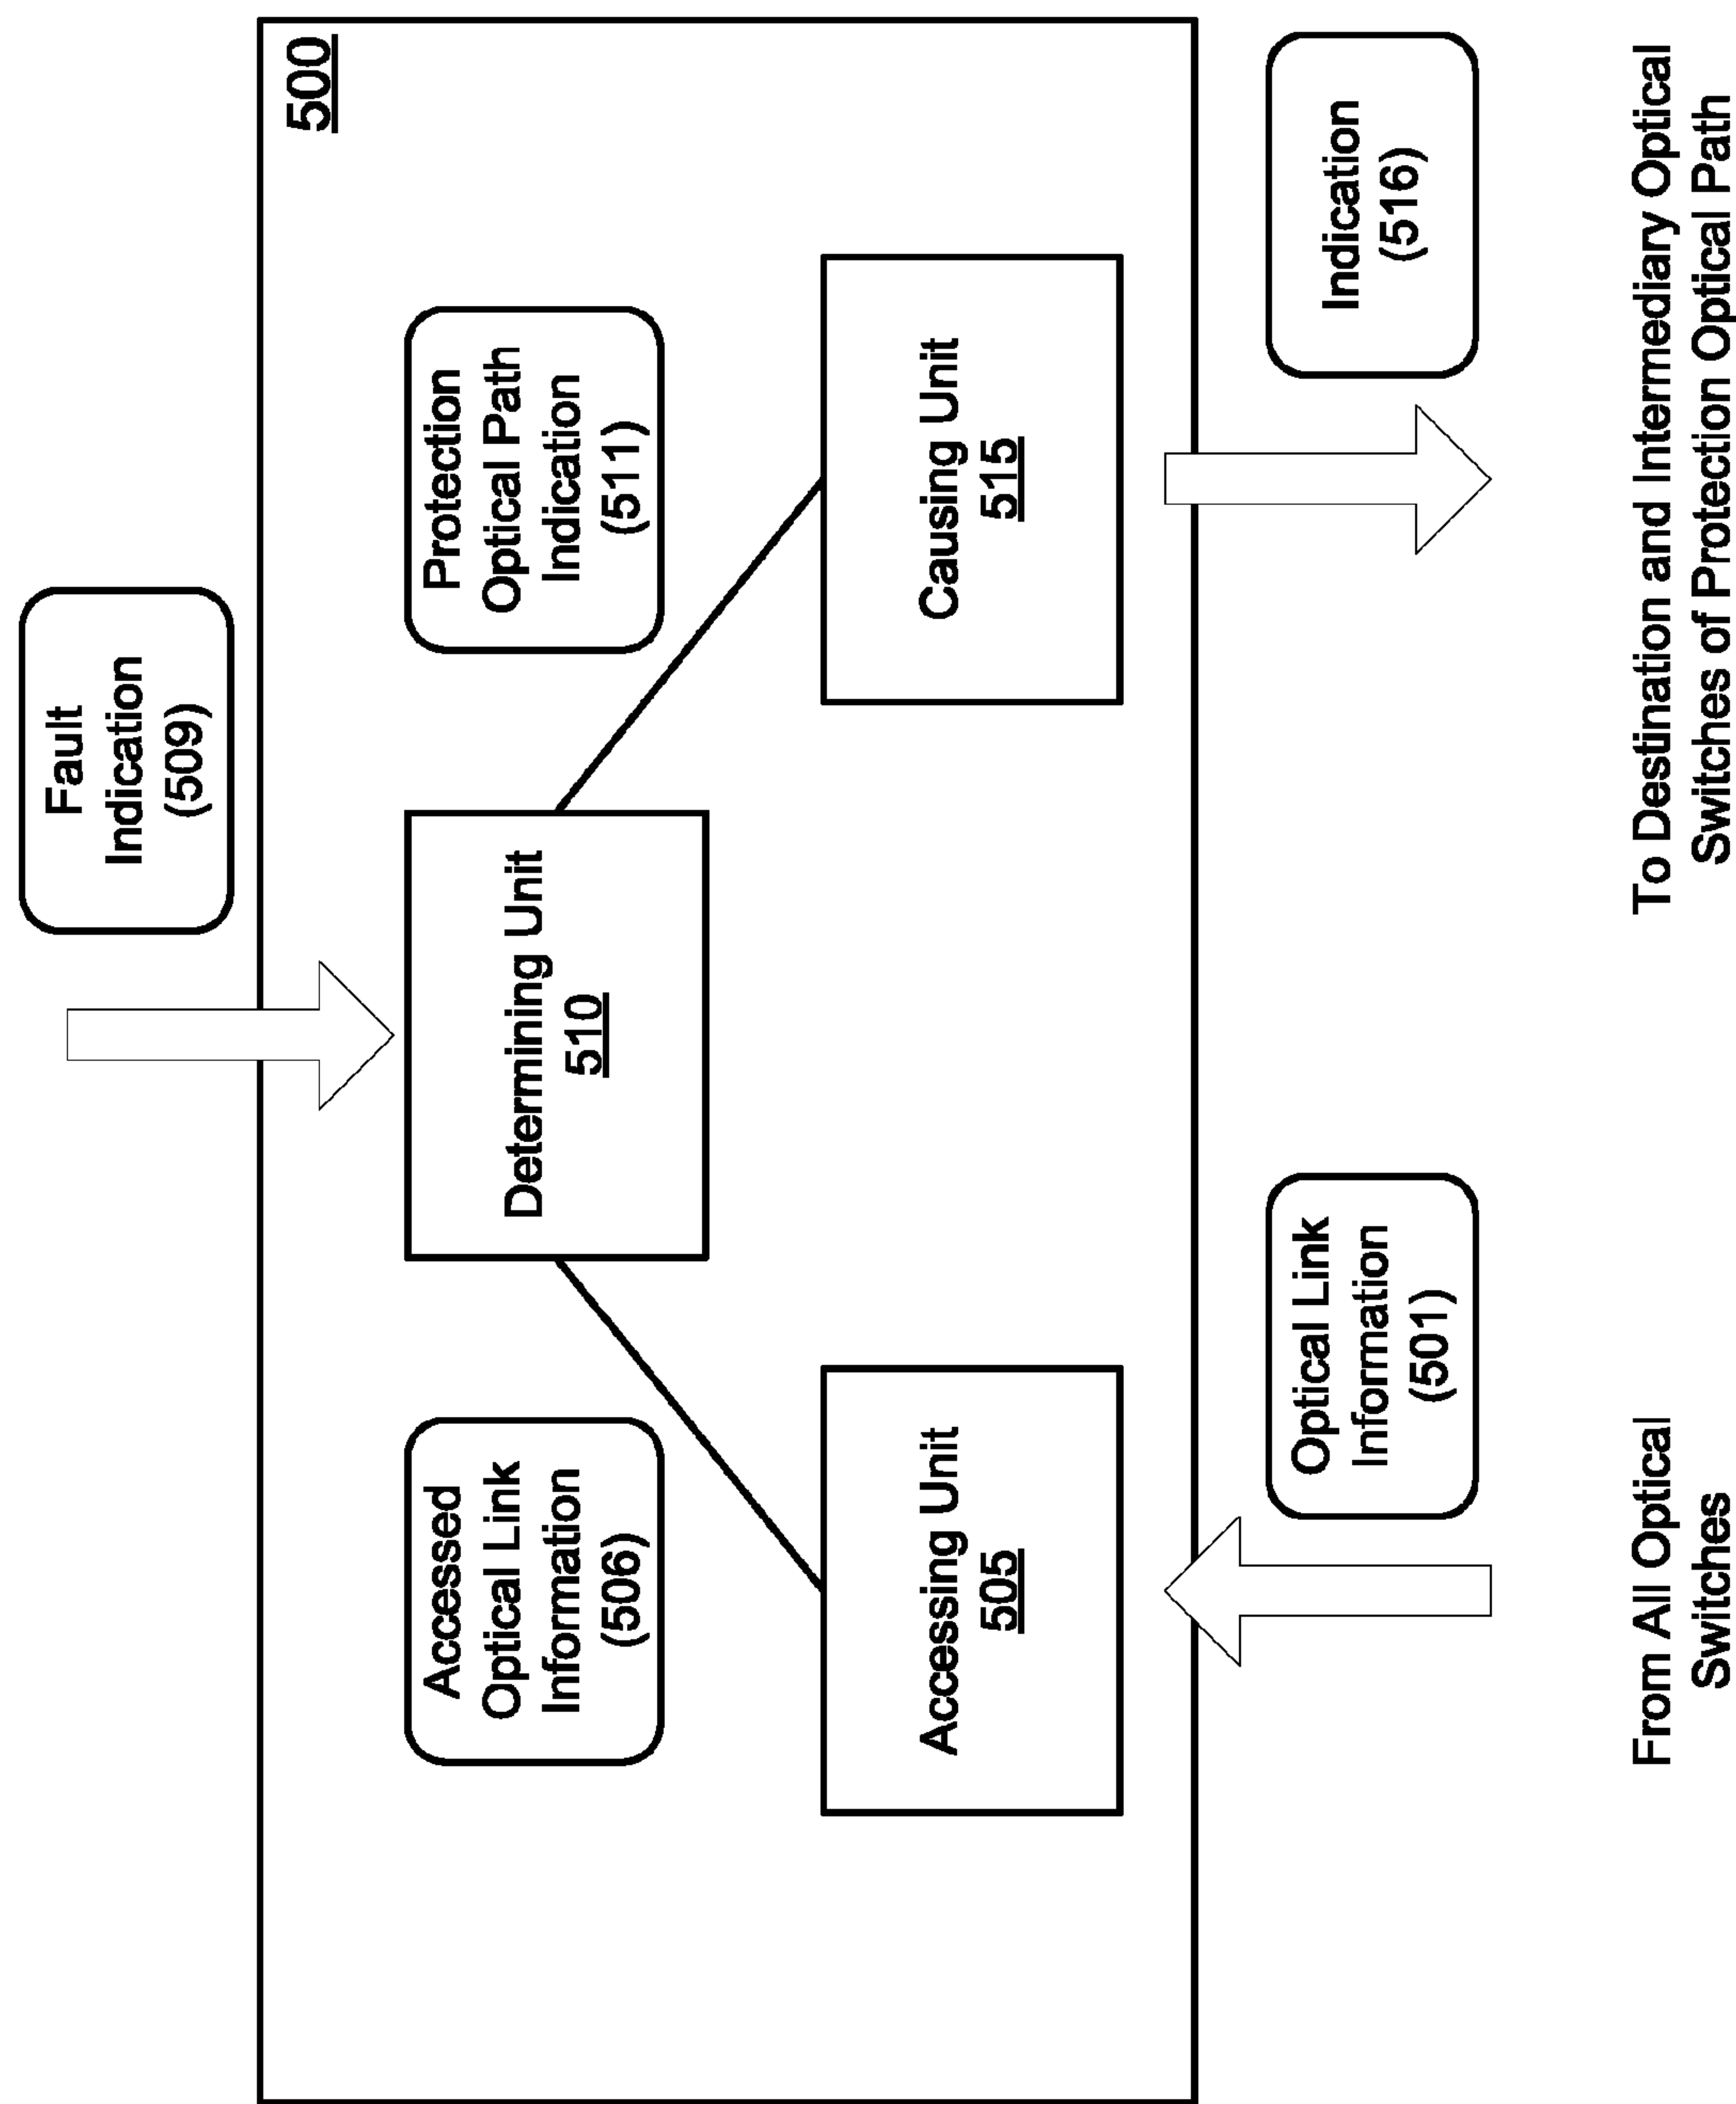 Fault
Indication
(509)
500
Accessed
Optical Link
Information
(506)
Determining Unit
510
Protection
Optical Path
Indication
(511)
Accessing Unit
505
Causing Unit
515
Optical Link
Information
(501)
Indication
(516)
From All Optical
Switches
To Destination and Intermediary Optical
Switches of Protection Optical Path